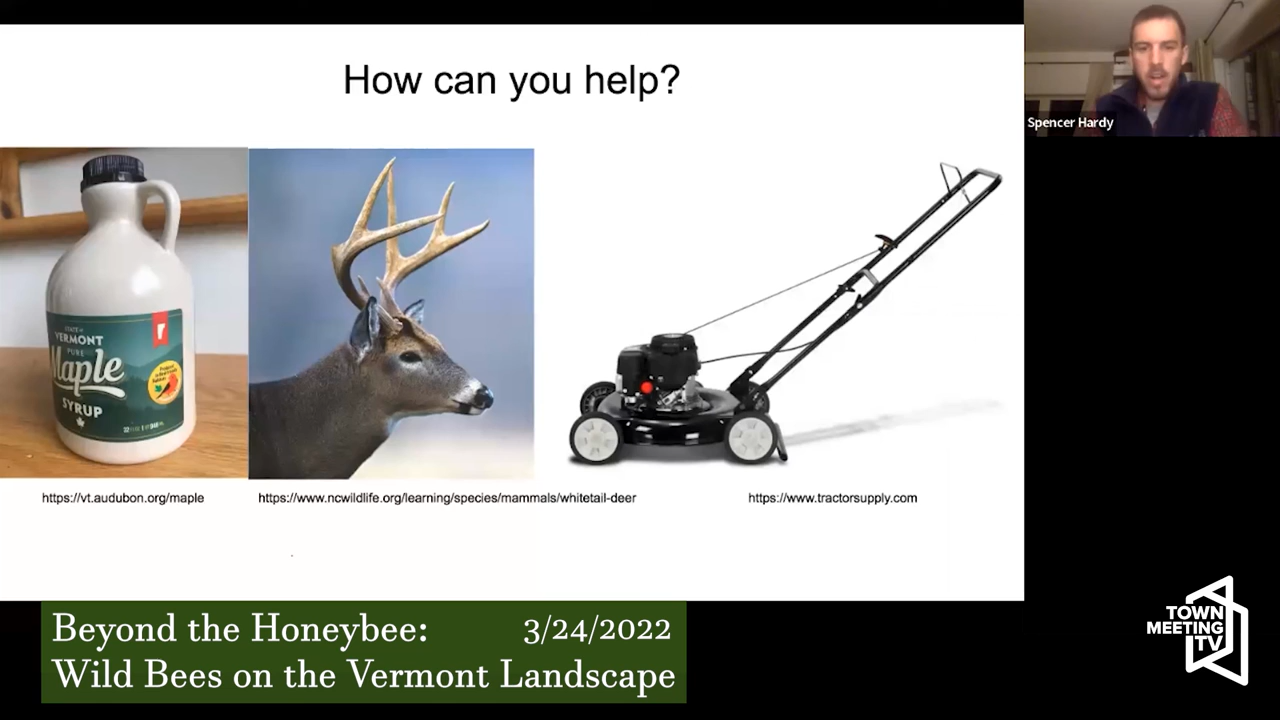 How can you help?
Spencer Hardy
STATE of
VERMONT
PURE
Maple
SYRUP
https://vt.audubon.org/maple
https://www.ncwildlife.org/learning/species/mammals/whitetail-deer
https://www.tractorsupply.com
Beyond the Honeybee: 3/24/2022
Wild Bees on the Vermont Landscape
TOWN
MEETING
TV